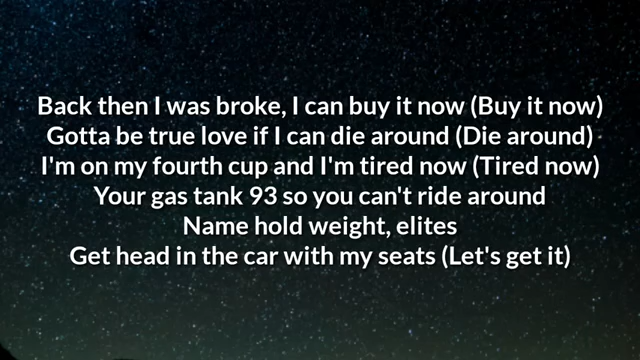 Back then I was broke, I can buy it now (Buy it now)
Gotta be true love if I can die around (Die around)
I'm on my fourth cup and I'm tired now (Tired now)
Your gas tank 93 so you can't ride around
Name hold weight, elites
Get head in the car with my seats (Let's get it)